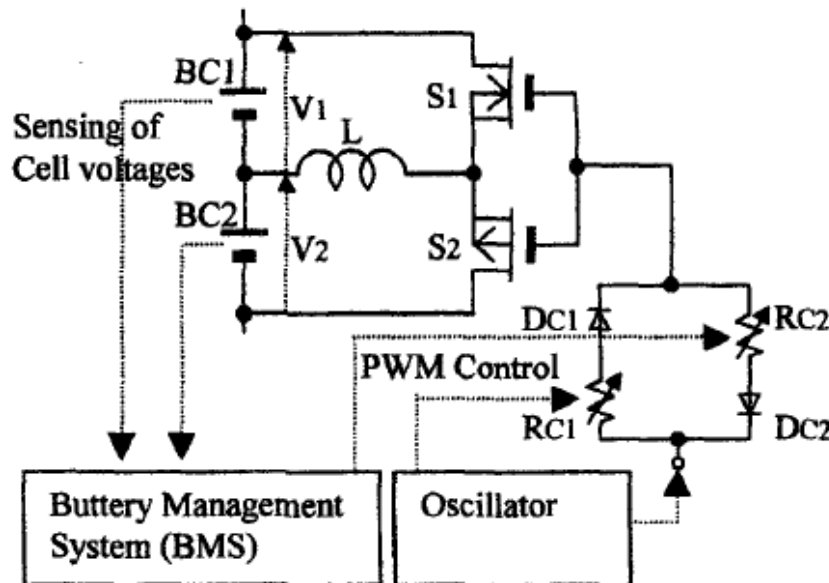 BC1
V1
S1
Sensing of
Cell voltages
L
BC2
V2
S2
DC1
RC2
PWM Control
RC1
DC2
Buttery Management
System (BMS)
Oscillator